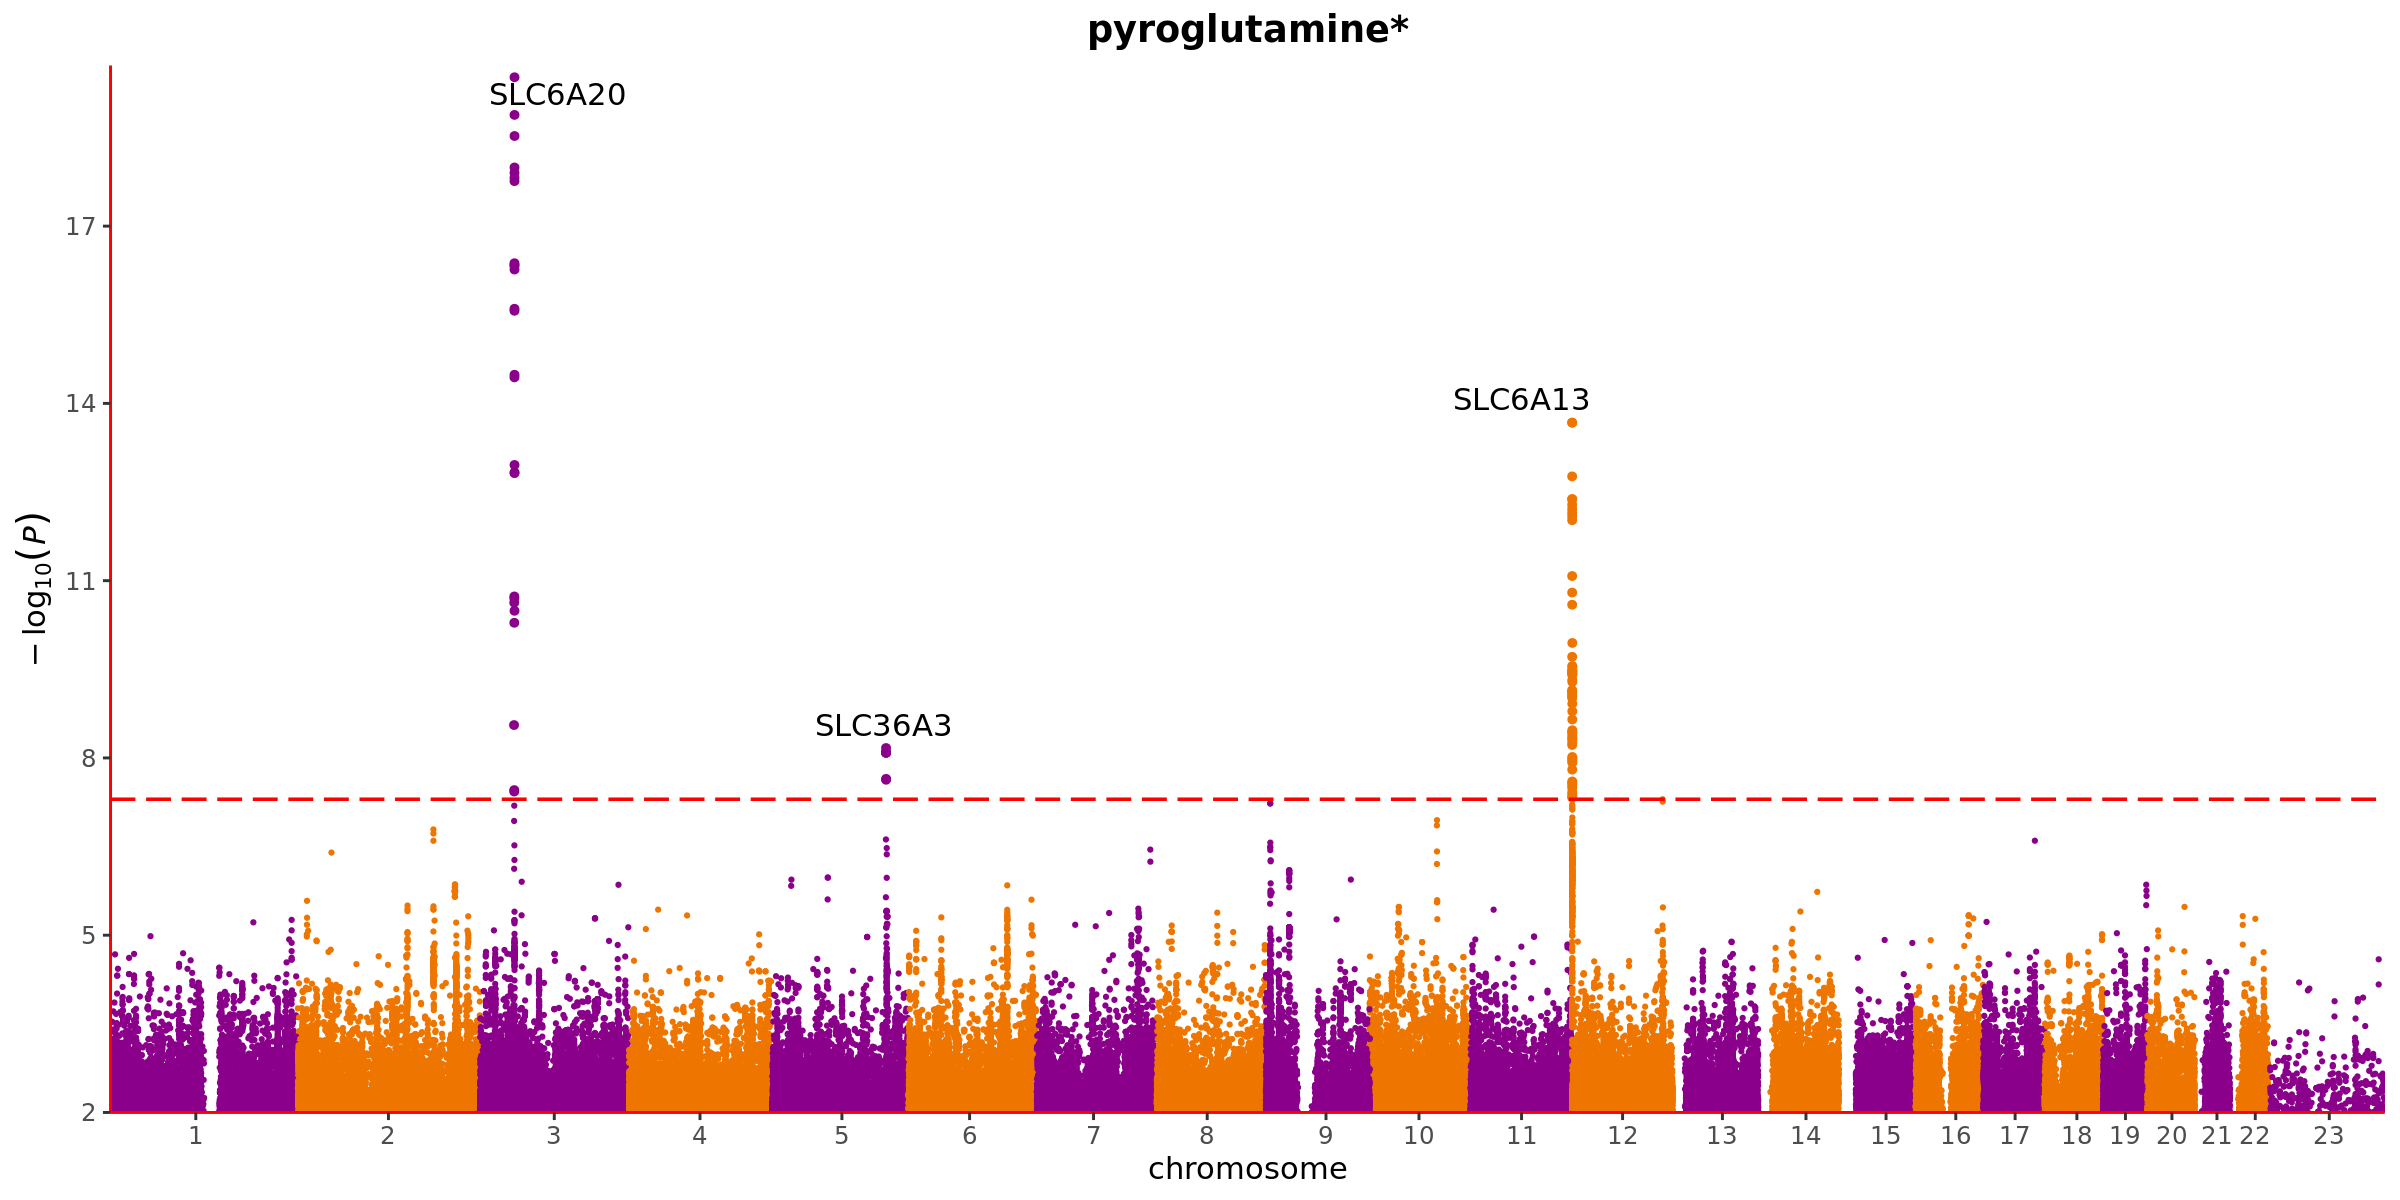 pyroglutamine*
SLC6A20
17
14
SLC6A13
11
SLC36A3
8
5
2
− log10(P)
1 2 3 4 5 6 7 8 9 10 11 12 13 14 15 16 17 18 19 20 21 22 23
chromosome